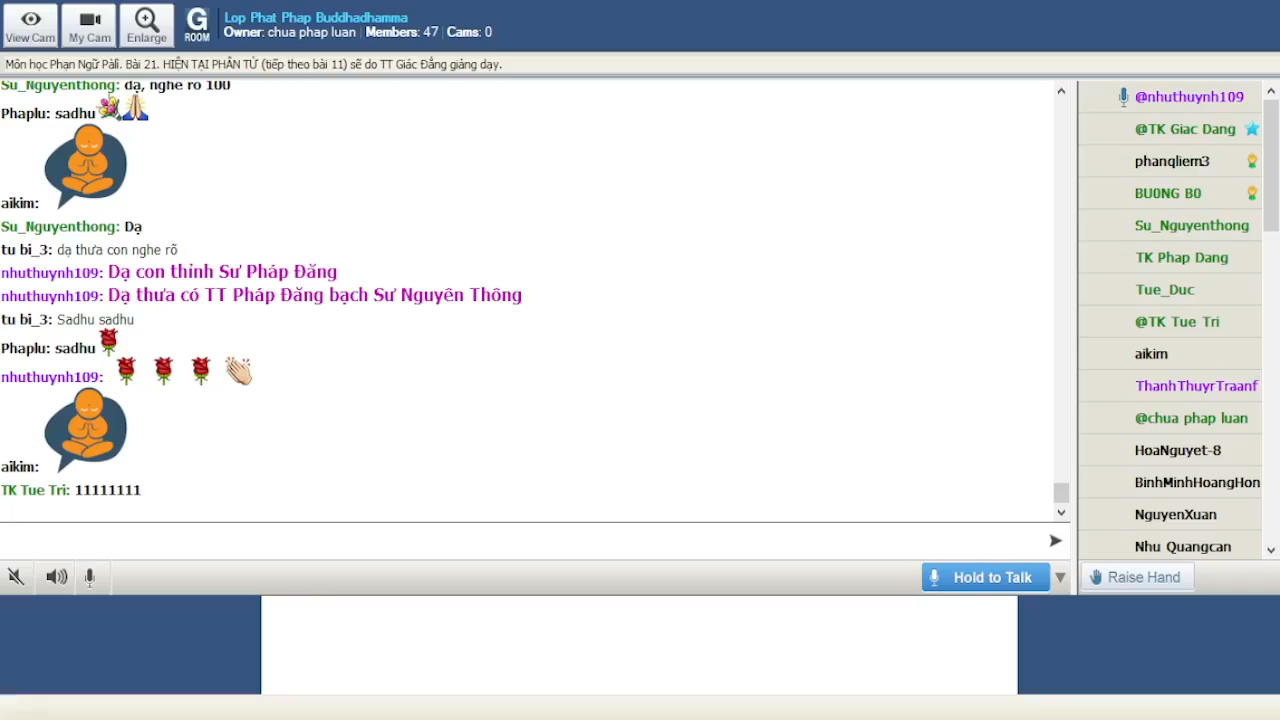 View Cam
My Cam
Enlarge
G
ROOM
Lop Phat Phap Buddhadhamma
Owner: chua phap luan | Members: 47 | Cams: 0
Môn học Phạn Ngữ Pāli. Bài 21. HIỆN TẠI PHÂN TỪ (tiếp theo bài 11) sẽ do TT Giác Đẳng giảng dạy.
Su_Nguyenthong: dạ, nghe rõ 100
Phaplu: sadhu
aikim:
Su_Nguyenthong: Dạ
tu bi_3: dạ thưa con nghe rõ
nhuthuynh109: Dạ con thỉnh Sư Pháp Đăng
nhuthuynh109: Dạ thưa có TT Pháp Đăng bạch Sư Nguyên Thông
tu bi_3: Sadhu sadhu
Phaplu: sadhu
nhuthuynh109:
aikim:
TK Tue Tri: 11111111
@nhuthuynh109
@TK Giac Dang
phanqliem3
BU0NG B0
Su_Nguyenthong
TK Phap Dang
Tue_Duc
@TK Tue Tri
aikim
ThanhThuyrTraanf
@chua phap luan
HoaNguyet-8
BinhMinhHoangHon
NguyenXuan
Nhu Quangcan
Hold to Talk
Raise Hand